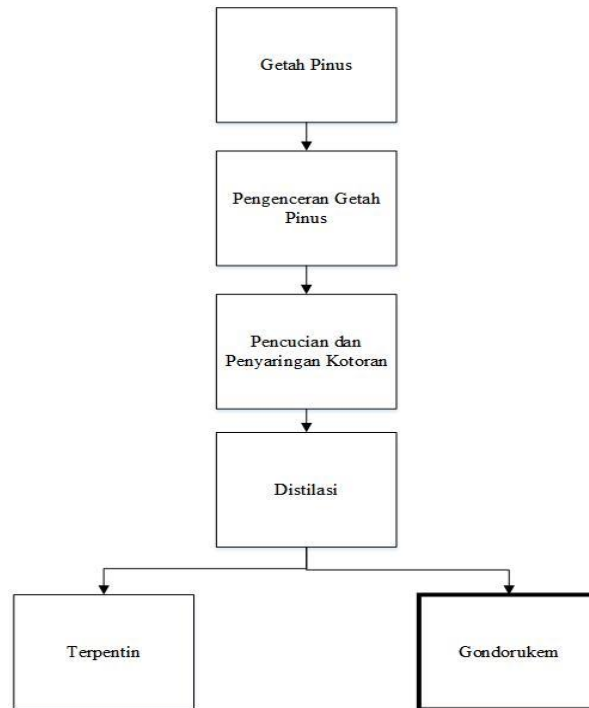 Getah Pinus
Pengenceran Getah
Pinus
Pencucian dan
Penyaringan Kotoran
Distilasi
Terpentin
Gondorukem